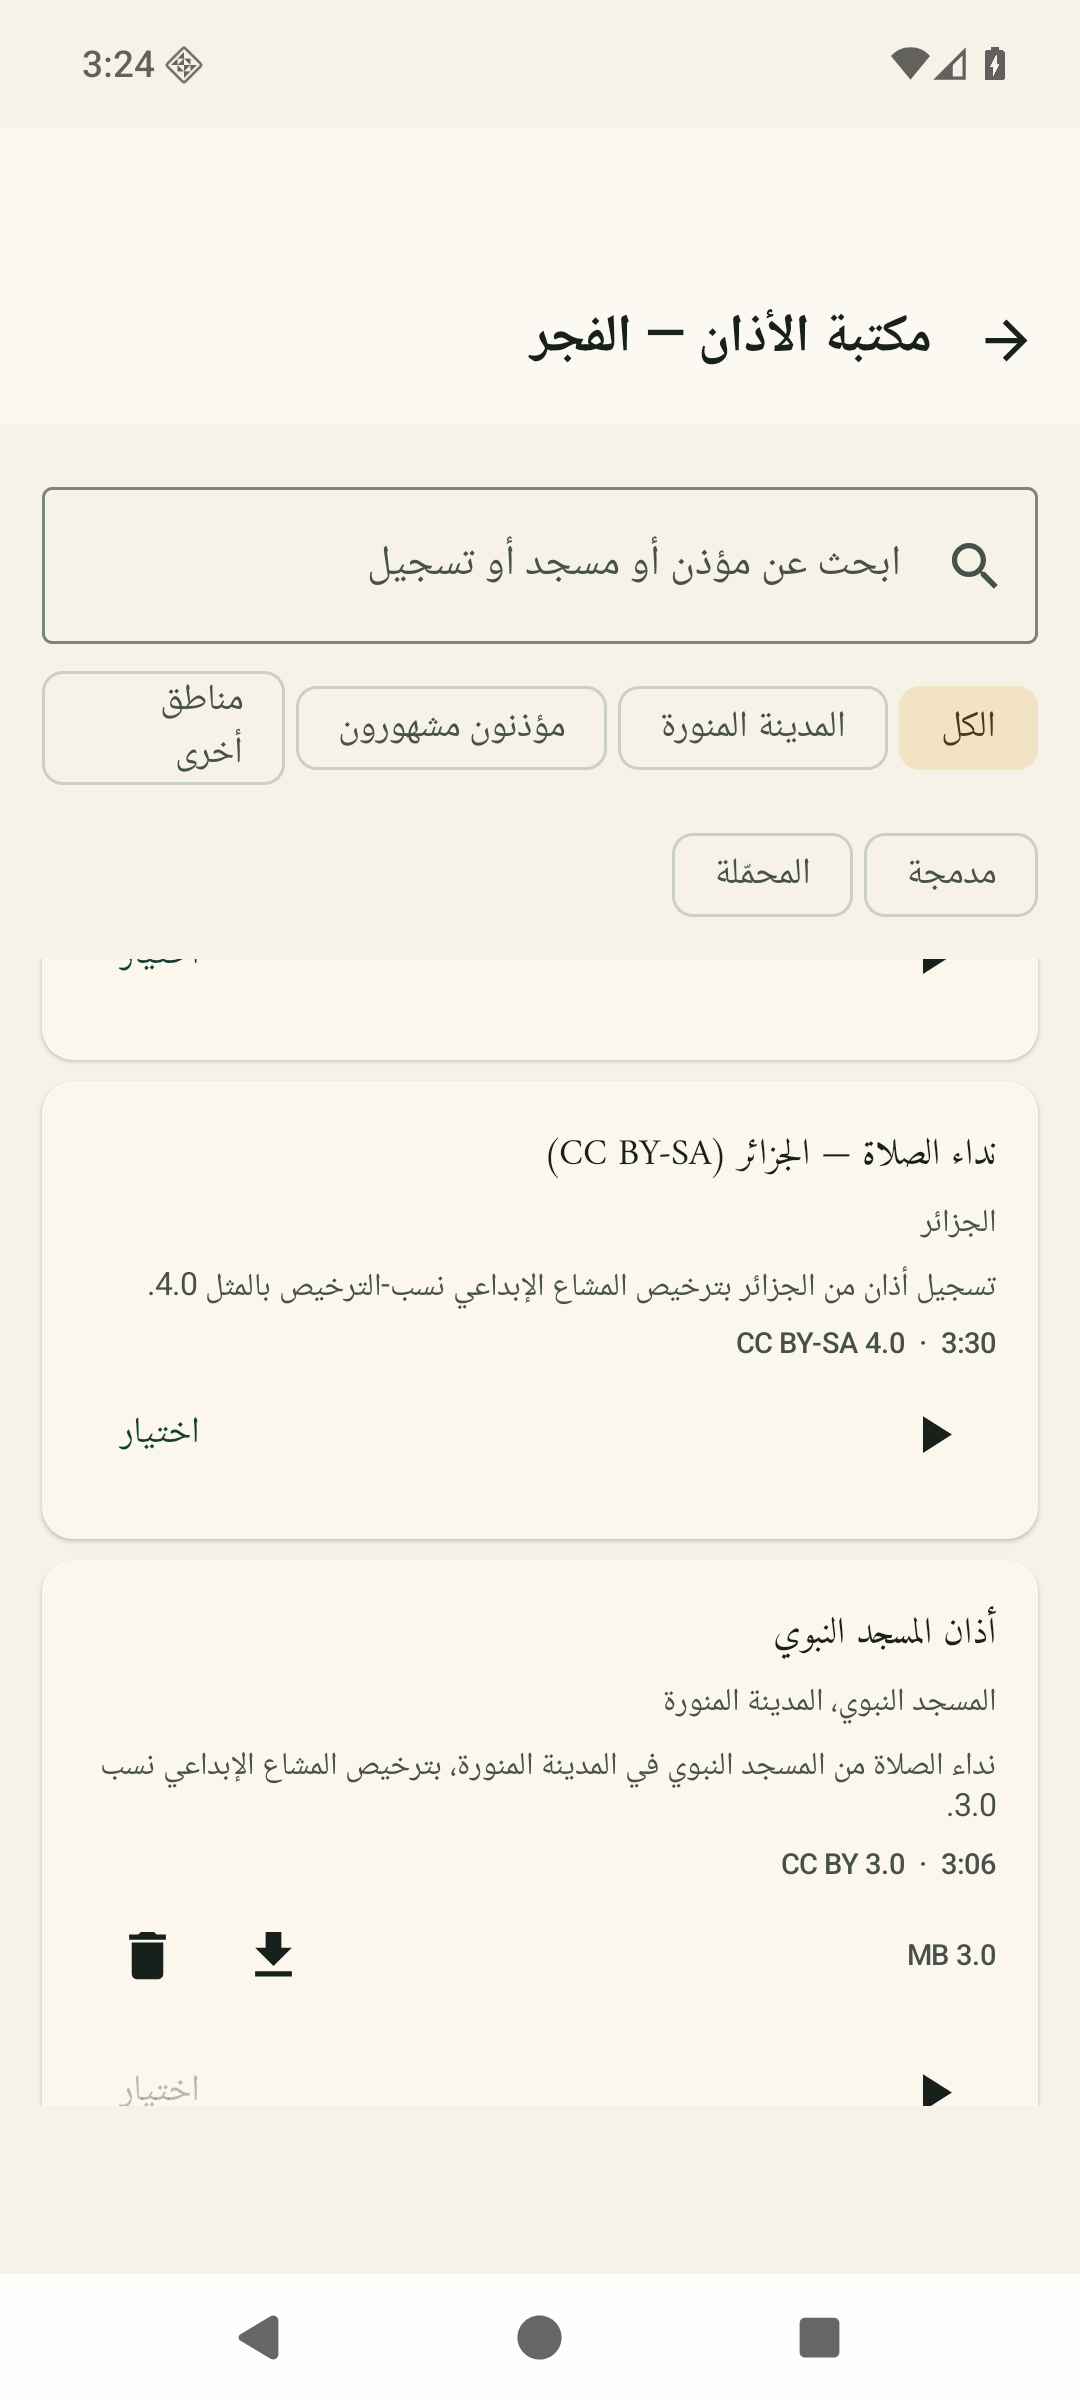 3:24
مكتبة الأذان — الفجر
ابحث عن مؤذن أو مسجد أو تسجيل
الكل
المدينة المنورة
مؤذنون مشهورون
مناطق
أخرى
مدمجة
المحمّلة
اختيار
نداء الصلاة — الجزائر (CC BY-SA)
الجزائر
تسجيل أذان من الجزائر بترخيص المشاع الإبداعي نسب-الترخيص بالمثل 4.0.
3:30 · CC BY-SA 4.0
اختيار
أذان المسجد النبوي
المسجد النبوي، المدينة المنورة
نداء الصلاة من المسجد النبوي في المدينة المنورة، بترخيص المشاع الإبداعي نسب
3.0.
3:06 · CC BY 3.0
3.0 MB
اختيار